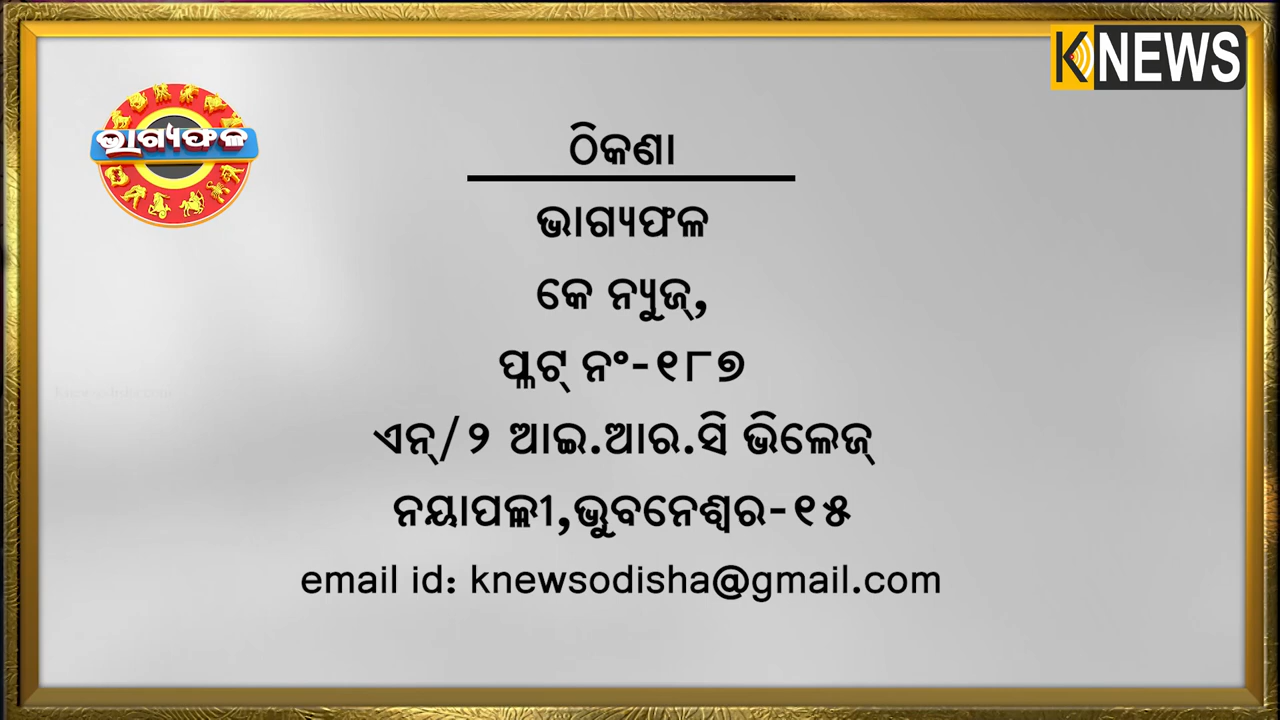 KNEWS
ଭାଗ୍ୟଫଳ
ଠିକଣା
ଭାଗ୍ୟଫଳ
କେ ନ୍ୟୁଜ୍,
ପ୍ଳଟ୍ ନଂ-୧୮୭
ଏନ୍/୨ ଆଇ.ଆର.ସି ଭିଲେଜ୍
ନୟାପଲ୍ଲୀ,ଭୁବନେଶ୍ୱର-୧୫
email id: knewsodisha@gmail.com